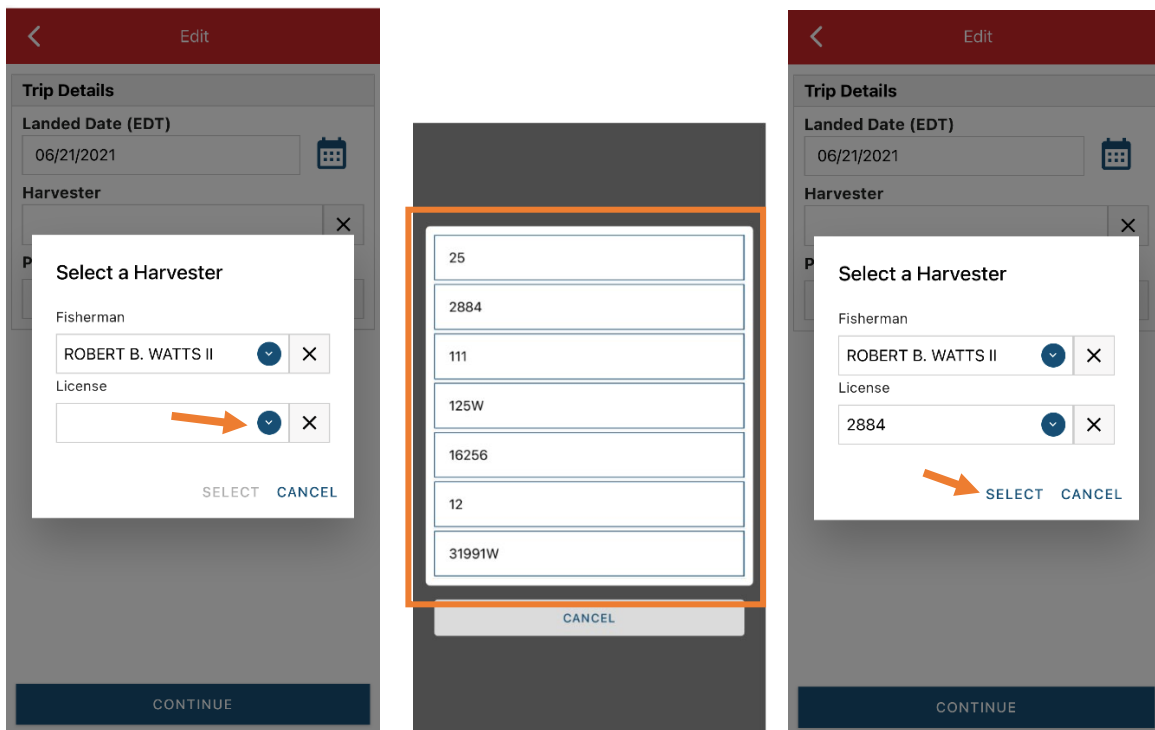 Edit
Trip Details
Landed Date (EDT)
06/21/2021
Harvester
P
Select a Harvester
Fisherman
ROBERT B. WATTS II
License
SELECT CANCEL
CONTINUE
25
2884
111
125W
16256
12
31991W
CANCEL
Edit
Trip Details
Landed Date (EDT)
06/21/2021
Harvester
P
Select a Harvester
Fisherman
ROBERT B. WATTS II
License
2884
SELECT CANCEL
CONTINUE